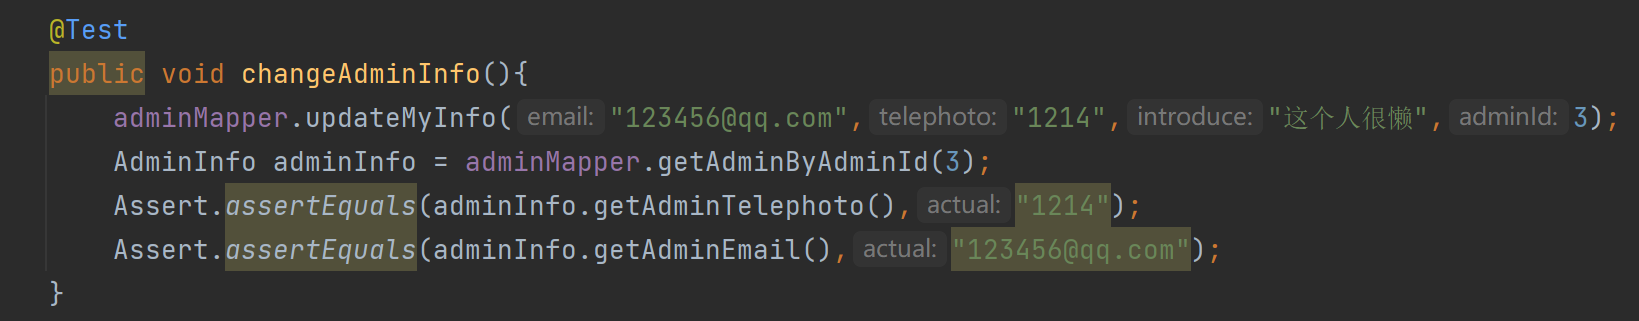 @Test
public void changeAdminInfo(){
adminMapper.updateMyInfo( email: "123456@qq.com", telephoto: "1214", introduce: "这个人很懒", adminId: 3);
AdminInfo adminInfo = adminMapper.getAdminByAdminId(3);
Assert.assertEquals(adminInfo.getAdminTelephoto(), actual: "1214");
Assert.assertEquals(adminInfo.getAdminEmail(), actual: "123456@qq.com");
}